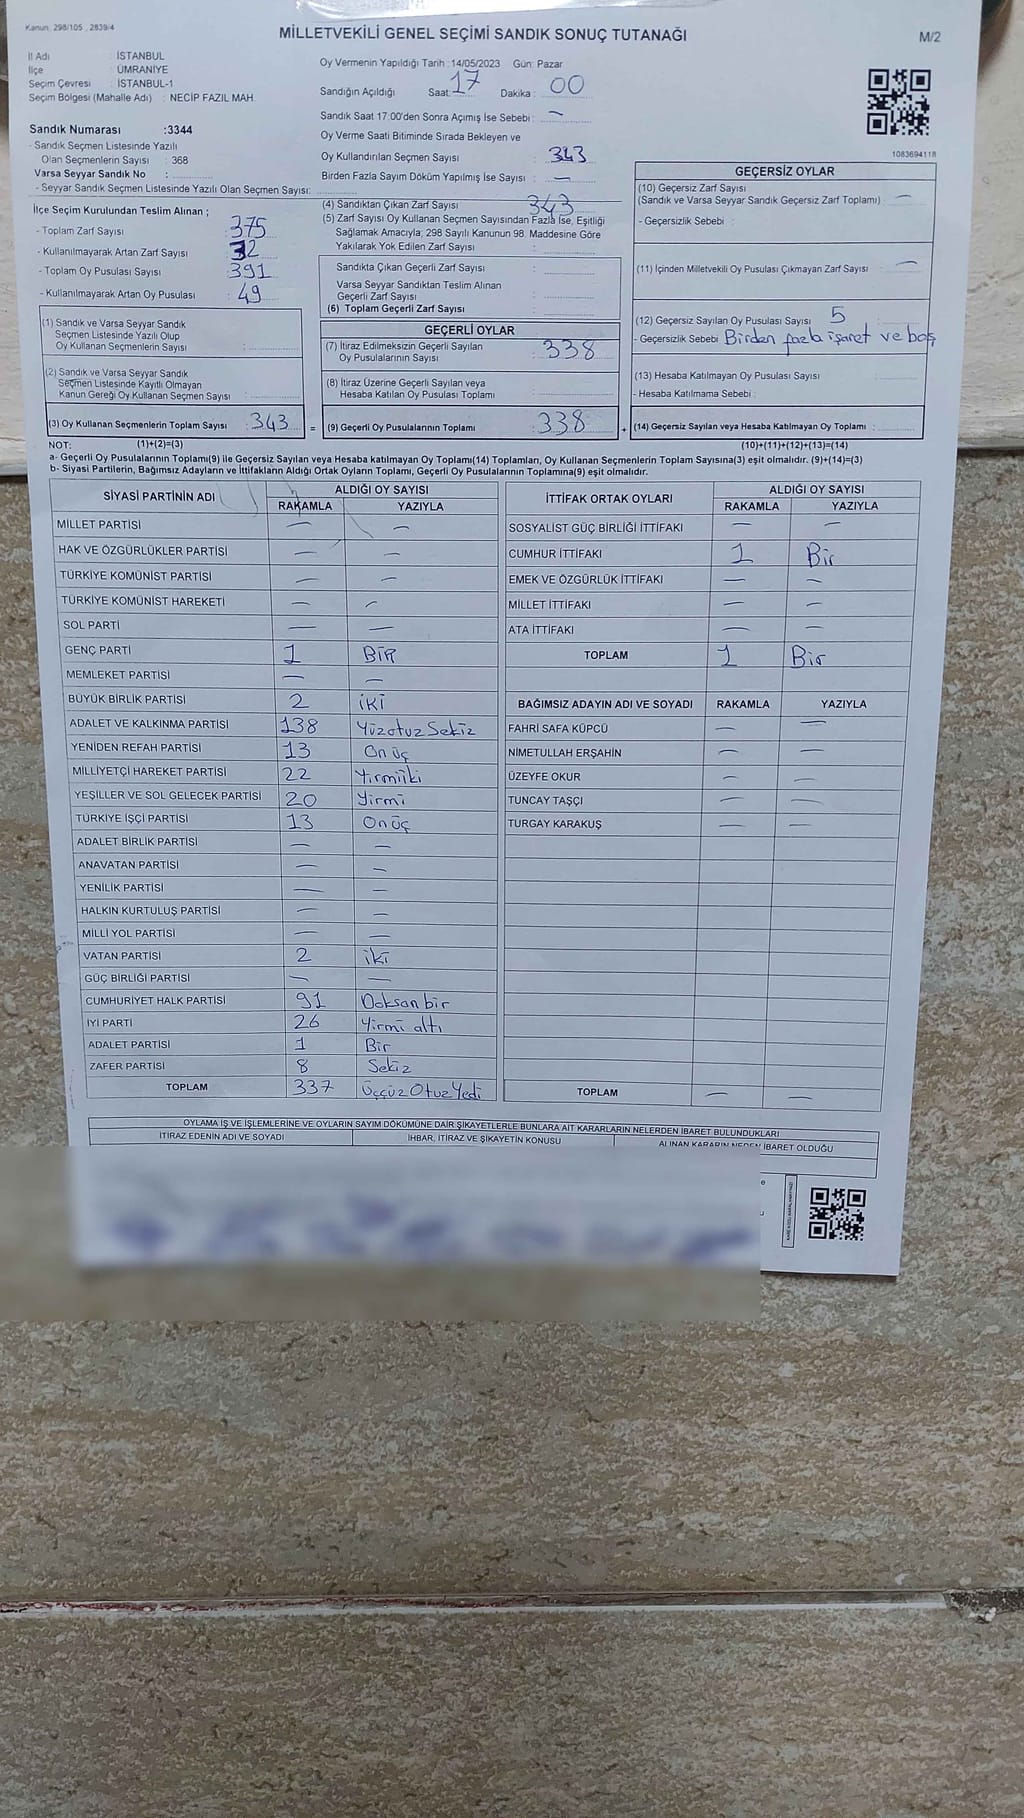 Kanun: 298/105 , 2839/4
MİLLETVEKİLİ GENEL SEÇİMİ SANDIK SONUÇ TUTANAĞI
M/2
İl Adı : İSTANBUL
İlçe : ÜMRANİYE
Seçim Çevresi : İSTANBUL-1
Seçim Bölgesi (Mahalle Adı) : NECİP FAZIL MAH.
Sandık Numarası :3344
- Sandık Seçmen Listesinde Yazılı
Olan Seçmenlerin Sayısı : 368
Varsa Seyyar Sandık No :
- Seyyar Sandık Seçmen Listesinde Yazılı Olan Seçmen Sayısı:
Oy Vermenin Yapıldığı Tarih :14/05/2023 Gün: Pazar
Sandığın Açıldığı Saat: 17 Dakika : 00
Sandık Saat 17:00'den Sonra Açımış İse Sebebi : —
Oy Verme Saati Bitiminde Sırada Bekleyen ve
Oy Kullandırılan Seçmen Sayısı : 343
Birden Fazla Sayım Döküm Yapılmış İse Sayısı : —
1083694118
İlçe Seçim Kurulundan Teslim Alınan ;
- Toplam Zarf Sayısı : 375
- Kullanılmayarak Artan Zarf Sayısı : 32
- Toplam Oy Pusulası Sayısı : 391
- Kullanılmayarak Artan Oy Pusulası : 49
(4) Sandıktan Çıkan Zarf Sayısı : 343
(5) Zarf Sayısı Oy Kullanan Seçmen Sayısından Fazla İse, Eşitliği
Sağlamak Amacıyla, 298 Sayılı Kanunun 98. Maddesine Göre
Yakılarak Yok Edilen Zarf Sayısı :
Sandıkta Çıkan Geçerli Zarf Sayısı :
Varsa Seyyar Sandıktan Teslim Alınan
Geçerli Zarf Sayısı :
(6) Toplam Geçerli Zarf Sayısı :
GEÇERSİZ OYLAR
(10) Geçersiz Zarf Sayısı
(Sandık ve Varsa Seyyar Sandık Geçersiz Zarf Toplamı) : —
- Geçersizlik Sebebi :
(11) İçinden Milletvekili Oy Pusulası Çıkmayan Zarf Sayısı : —
(12) Geçersiz Sayılan Oy Pusulası Sayısı : 5
- Geçersizlik Sebebi : Birden fazla işaret ve boş
(13) Hesaba Katılmayan Oy Pusulası Sayısı :
- Hesaba Katılmama Sebebi :
(14) Geçersiz Sayılan veya Hesaba Katılmayan Oy Toplamı :
(1) Sandık ve Varsa Seyyar Sandık
Seçmen Listesinde Yazılı Olup
Oy Kullanan Seçmenlerin Sayısı :
(2) Sandık ve Varsa Seyyar Sandık
Seçmen Listesinde Kayıtlı Olmayan
Kanun Gereği Oy Kullanan Seçmen Sayısı :
(3) Oy Kullanan Seçmenlerin Toplam Sayısı : 343 =
GEÇERLİ OYLAR
(7) İtiraz Edilmeksizin Geçerli Sayılan
Oy Pusulalarının Sayısı : 338
(8) İtiraz Üzerine Geçerli Sayılan veya
Hesaba Katılan Oy Pusulası Toplamı :
(9) Geçerli Oy Pusulalarının Toplamı : 338 +
NOT: (1)+(2)=(3) (10)+(11)+(12)+(13)=(14)
a- Geçerli Oy Pusulalarının Toplamı(9) ile Geçersiz Sayılan veya Hesaba katılmayan Oy Toplamı(14) Toplamları, Oy Kullanan Seçmenlerin Toplam Sayısına(3) eşit olmalıdır. (9)+(14)=(3)
b- Siyasi Partilerin, Bağımsız Adayların ve İttifakların Aldığı Ortak Oyların Toplamı, Geçerli Oy Pusulalarının Toplamına(9) eşit olmalıdır.
SİYASİ PARTİNİN ADI ALDIĞI OY SAYISI
RAKAMLA YAZIYLA
MİLLET PARTİSİ — —
HAK VE ÖZGÜRLÜKLER PARTİSİ — —
TÜRKİYE KOMÜNİST PARTİSİ — —
TÜRKİYE KOMÜNİST HAREKETİ — —
SOL PARTİ — —
GENÇ PARTİ 1 BİR
MEMLEKET PARTİSİ — —
BÜYÜK BİRLİK PARTİSİ 2 iki
ADALET VE KALKINMA PARTİSİ 138 Yüzotuz Sekiz
YENİDEN REFAH PARTİSİ 13 On üç
MİLLİYETÇİ HAREKET PARTİSİ 22 Yirmiiki
YEŞİLLER VE SOL GELECEK PARTİSİ 20 Yirmi
TÜRKİYE İŞÇİ PARTİSİ 13 On üç
ADALET BİRLİK PARTİSİ — —
ANAVATAN PARTİSİ — —
YENİLİK PARTİSİ — —
HALKIN KURTULUŞ PARTİSİ — —
MİLLİ YOL PARTİSİ — —
VATAN PARTİSİ 2 iki
GÜÇ BİRLİĞİ PARTİSİ — —
CUMHURİYET HALK PARTİSİ 91 Doksan bir
İYİ PARTİ 26 Yirmi altı
ADALET PARTİSİ 1 Bir
ZAFER PARTİSİ 8 Sekiz
TOPLAM 337 Üççüz Otuz Yedi
İTTİFAK ORTAK OYLARI ALDIĞI OY SAYISI
RAKAMLA YAZIYLA
SOSYALİST GÜÇ BİRLİĞİ İTTİFAKI — —
CUMHUR İTTİFAKI 1 Bir
EMEK VE ÖZGÜRLÜK İTTİFAKI — —
MİLLET İTTİFAKI — —
ATA İTTİFAKI — —
TOPLAM 1 Bir
BAĞIMSIZ ADAYIN ADI VE SOYADI RAKAMLA YAZIYLA
FAHRİ SAFA KÜPCÜ — —
NİMETULLAH ERŞAHİN — —
ÜZEYFE OKUR — —
TUNCAY TAŞÇI — —
TURGAY KARAKUŞ — —
TOPLAM — —
OYLAMA İŞ VE İŞLEMLERİNE VE OYLARIN SAYIM DÖKÜMÜNE DAİR ŞİKAYETLERLE BUNLARA AİT KARARLARIN NELERDEN İBARET BULUNDUKLARI
İTİRAZ EDENİN ADI VE SOYADI İHBAR, İTİRAZ VE ŞİKAYETİN KONUSU ALINAN KARARIN NEDEN İBARET OLDUĞU